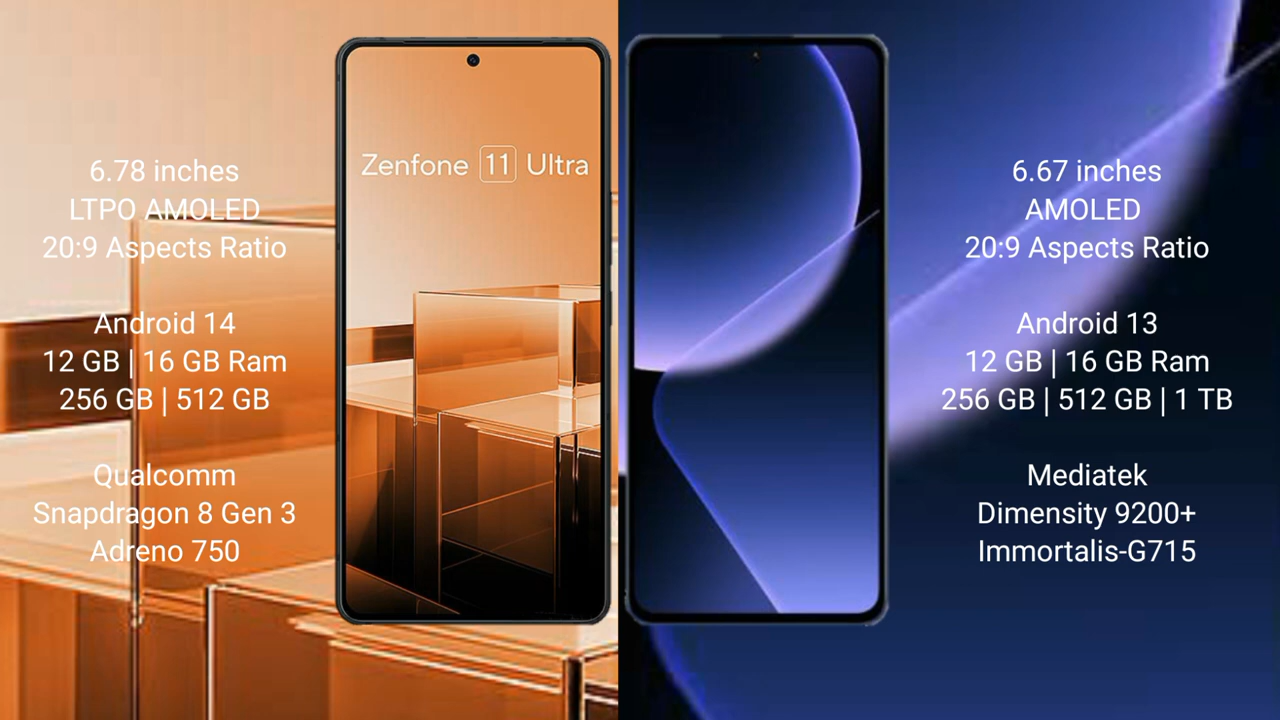 6.78 inches
LTPO AMOLED
20:9 Aspects Ratio
Android 14
12 GB | 16 GB Ram
256 GB | 512 GB
Qualcomm
Snapdragon 8 Gen 3
Adreno 750
Zenfone 11 Ultra
6.67 inches
AMOLED
20:9 Aspects Ratio
Android 13
12 GB | 16 GB Ram
256 GB | 512 GB | 1 TB
Mediatek
Dimensity 9200+
Immortalis-G715